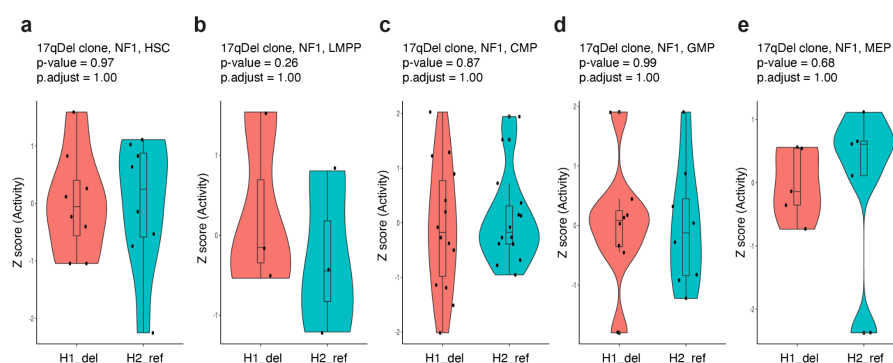 a
17qDel clone, NF1, HSC
p-value = 0.97
p.adjust = 1.00
Z score (Activity)
1
0
-1
-2
H1_del H2_ref
b
17qDel clone, NF1, LMPP
p-value = 0.26
p.adjust = 1.00
Z score (Activity)
1
0
-1
H1_del H2_ref
c
17qDel clone, NF1, CMP
p-value = 0.87
p.adjust = 1.00
Z score (Activity)
2
1
0
-1
-2
H1_del H2_ref
d
17qDel clone, NF1, GMP
p-value = 0.99
p.adjust = 1.00
Z score (Activity)
2
1
0
-1
-2
H1_del H2_ref
e
17qDel clone, NF1, MEP
p-value = 0.68
p.adjust = 1.00
Z score (Activity)
1
0
-1
-2
H1_del H2_ref